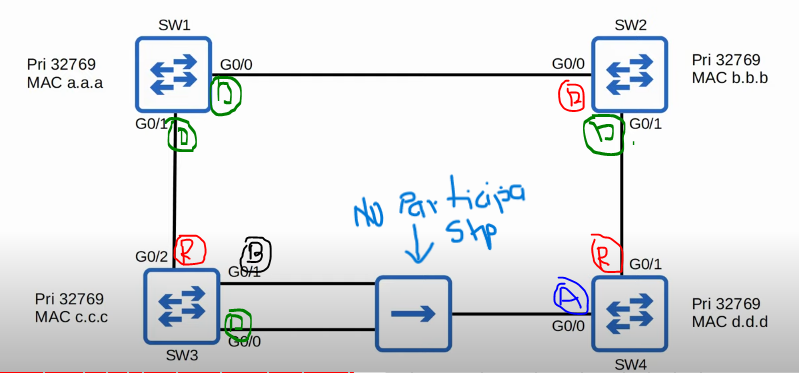 SW1
SW2
Pri 32769
MAC a.a.a
G0/0
G0/0
Pri 32769
MAC b.b.b
D
R
G0/1
D
D
G0/1
No Participa
Stp
G0/2
R
B
G0/1
R
G0/1
Pri 32769
MAC c.c.c
D
G0/0
A
G0/0
Pri 32769
MAC d.d.d
SW3
SW4